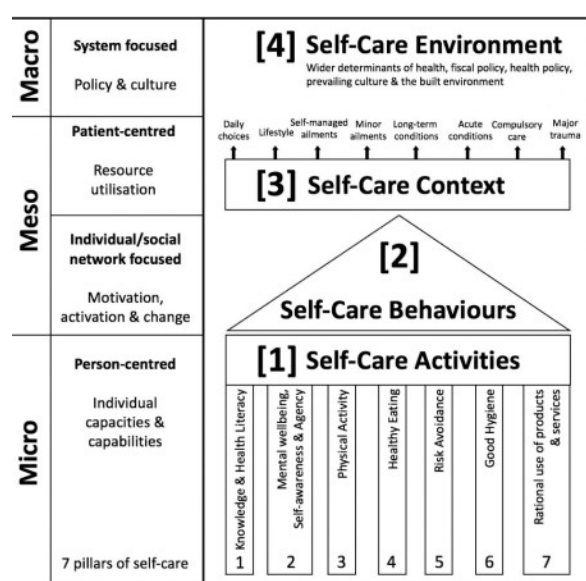 Macro
System focused
Policy & culture
[4] Self-Care Environment
Wider determinants of health, fiscal policy, health policy,
prevailing culture & the built environment
Meso
Patient-centred
Resource
utilisation
Daily
choices
Lifestyle
Self-managed
ailments
Minor
ailments
Long-term
conditions
Acute
conditions
Compulsory
care
Major
trauma
[3] Self-Care Context
Individual/social
network focused
Motivation,
activation & change
[2]
Self-Care Behaviours
Micro
Person-centred
Individual
capacities &
capabilities
7 pillars of self-care
[1] Self-Care Activities
Knowledge & Health Literacy
1
Mental wellbeing,
Self-awareness & Agency
2
Physical Activity
3
Healthy Eating
4
Risk Avoidance
5
Good Hygiene
6
Rational use of products
& services
7